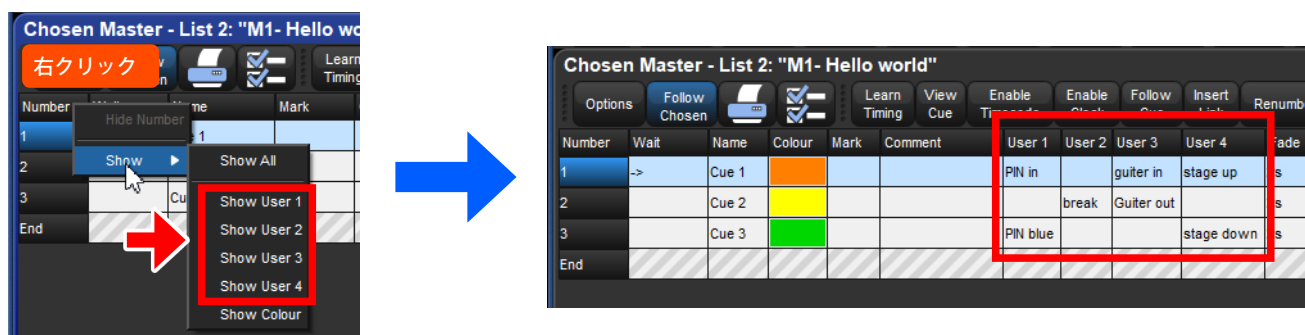 Chosen Master - List 2: "M1- Hello wo
右クリック
Learn
Timing
Number
Name
Mark
Hide Number
1
Show
Show All
2
Show User 1
3
Cu
Show User 2
End
Show User 3
Show User 4
Show Colour
Chosen Master - List 2: "M1- Hello world"
Options
Follow
Chosen
Learn
Timing
View
Cue
Enable
Enable
Follow
Insert
Renumbe
Number Wait Name Colour Mark Comment User 1 User 2 User 3 User 4 Fade
1 -> Cue 1 PIN in guiter in stage up s
2 Cue 2 break Guiter out s
3 Cue 3 PIN blue stage down s
End